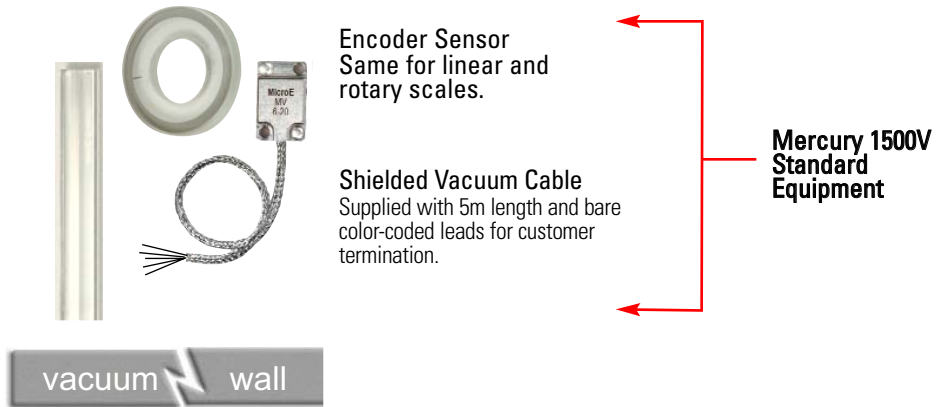 Encoder Sensor
Same for linear and
rotary scales.
MicroE
MV
6-20
Shielded Vacuum Cable
Supplied with 5m length and bare
color-coded leads for customer
termination.
Mercury 1500V
Standard
Equipment
vacuum wall